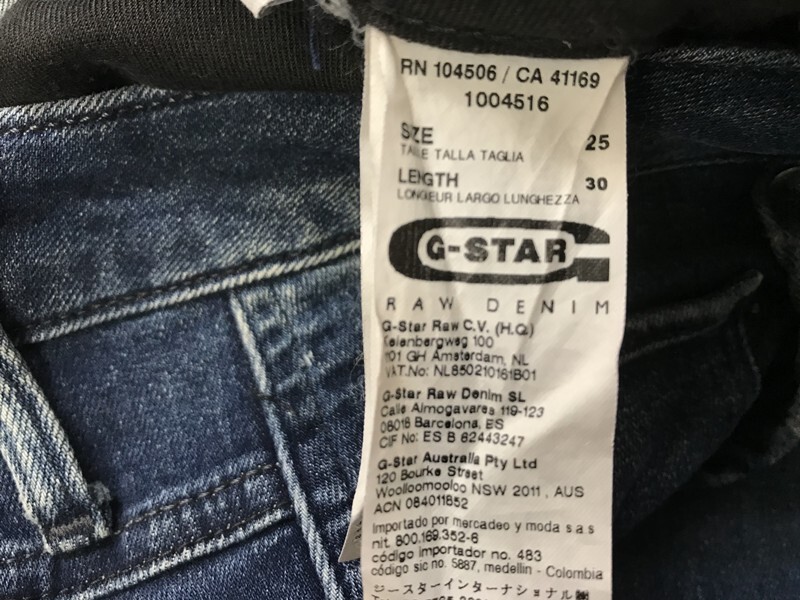 RN 104506 / CA 41169
1004516
SIZE 25
TAILLE TALLA TAGLIA
LENGTH 30
LONGEUR LARGO LUNGHEZZA
G-STAR
RAW DENIM
G-Star Raw C.V. (H.Q)
Keienbergweg 100
101 GH Amsterdam, NL
VAT.No: NL850210161B01
G-Star Raw Denim SL
Calle Almogavares 119-123
08018 Barcelona, ES
CIF No: ES B 62443247
G-Star Australia Pty Ltd
120 Bourke Street
Woolloomooloo NSW 2011 , AUS
ACN 084011852
Importado por mercadeo y moda s.a.s
nit. 800.169.352-6
código importador no. 483
código sic no. 5887, medellin - Colombia
ジースターインターナショナル㈱